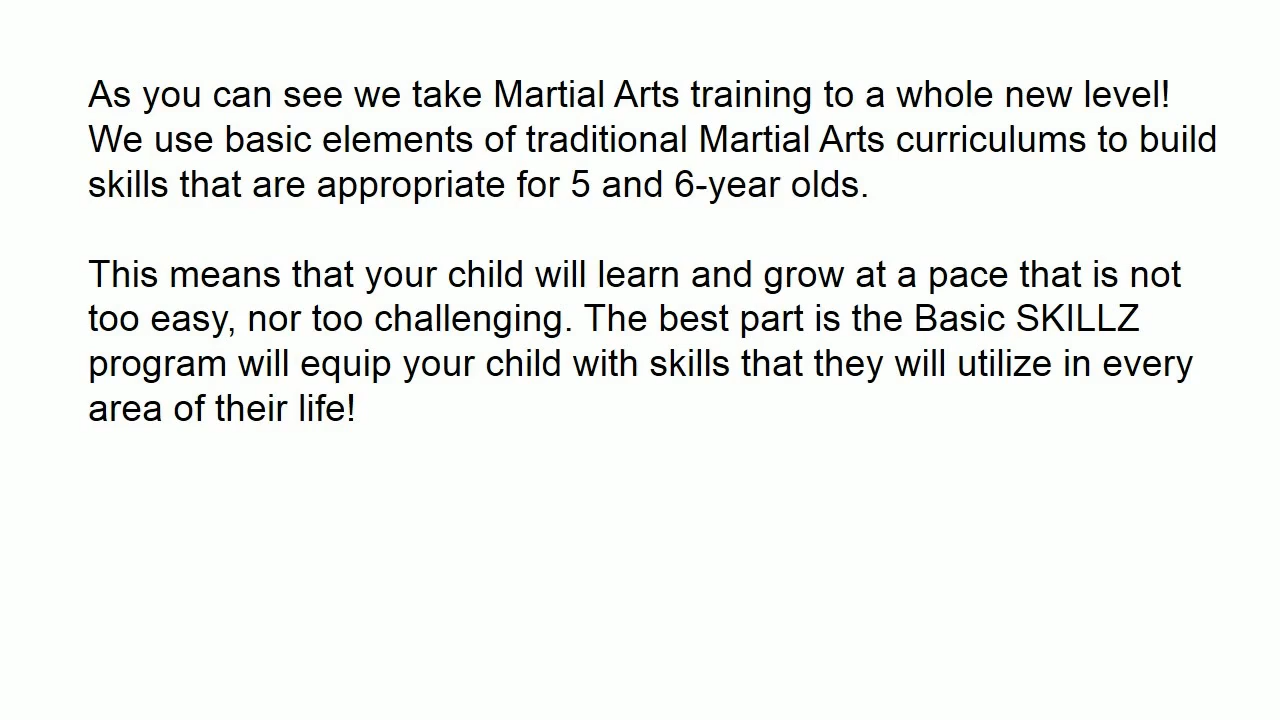 As you can see we take Martial Arts training to a whole new level!
We use basic elements of traditional Martial Arts curriculums to build
skills that are appropriate for 5 and 6-year olds.
This means that your child will learn and grow at a pace that is not
too easy, nor too challenging. The best part is the Basic SKILLZ
program will equip your child with skills that they will utilize in every
area of their life!